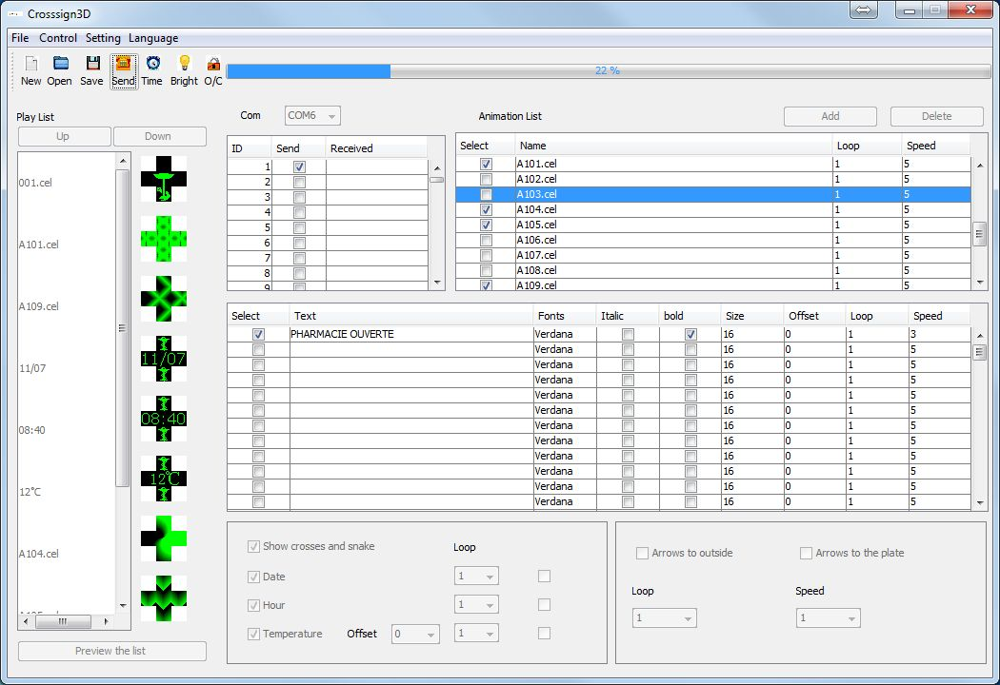 Crosssign3D
File Control Setting Language
New Open Save Send Time Bright O/C
22 %
Play List
Up Down
001.cel
A101.cel
A109.cel
11/07
08:40
12°C
A104.cel
11/07
08:40
12°C
Preview the list
Com COM6
ID Send Received
1
2
3
4
5
6
7
8
9
Animation List Add Delete
Select Name Loop Speed
A101.cel 1 5
A102.cel 1 5
A103.cel 1 5
A104.cel 1 5
A105.cel 1 5
A106.cel 1 5
A107.cel 1 5
A108.cel 1 5
A109.cel 1 5
Select Text Fonts Italic bold Size Offset Loop Speed
PHARMACIE OUVERTE Verdana 16 0 1 3
Verdana 16 0 1 5
Verdana 16 0 1 5
Verdana 16 0 1 5
Verdana 16 0 1 5
Verdana 16 0 1 5
Verdana 16 0 1 5
Verdana 16 0 1 5
Verdana 16 0 1 5
Verdana 16 0 1 5
Verdana 16 0 1 5
Verdana 16 0 1 5
Show crosses and snake Loop
Date 1
Hour 1
Temperature Offset 0 1
Arrows to outside Arrows to the plate
Loop Speed
1 1